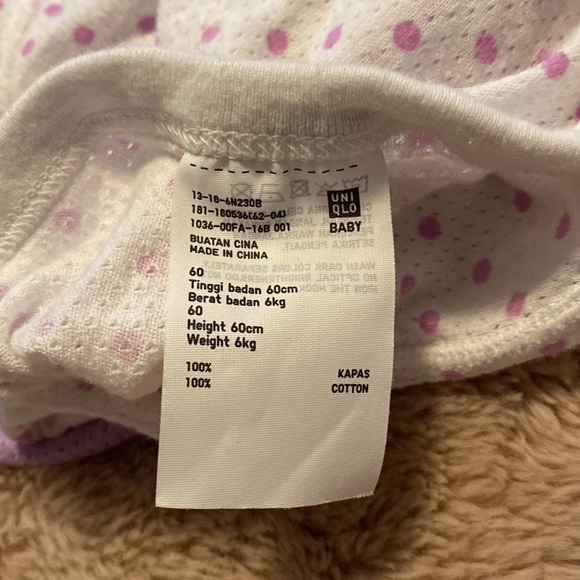 13-18-6N230B
181-180536(62-04)
1036-00FA-16B 001
UNI
QLO
BABY
BUATAN CINA
MADE IN CHINA
60
Tinggi badan 60cm
Berat badan 6kg
60
Height 60cm
Weight 6kg
100% KAPAS
100% COTTON